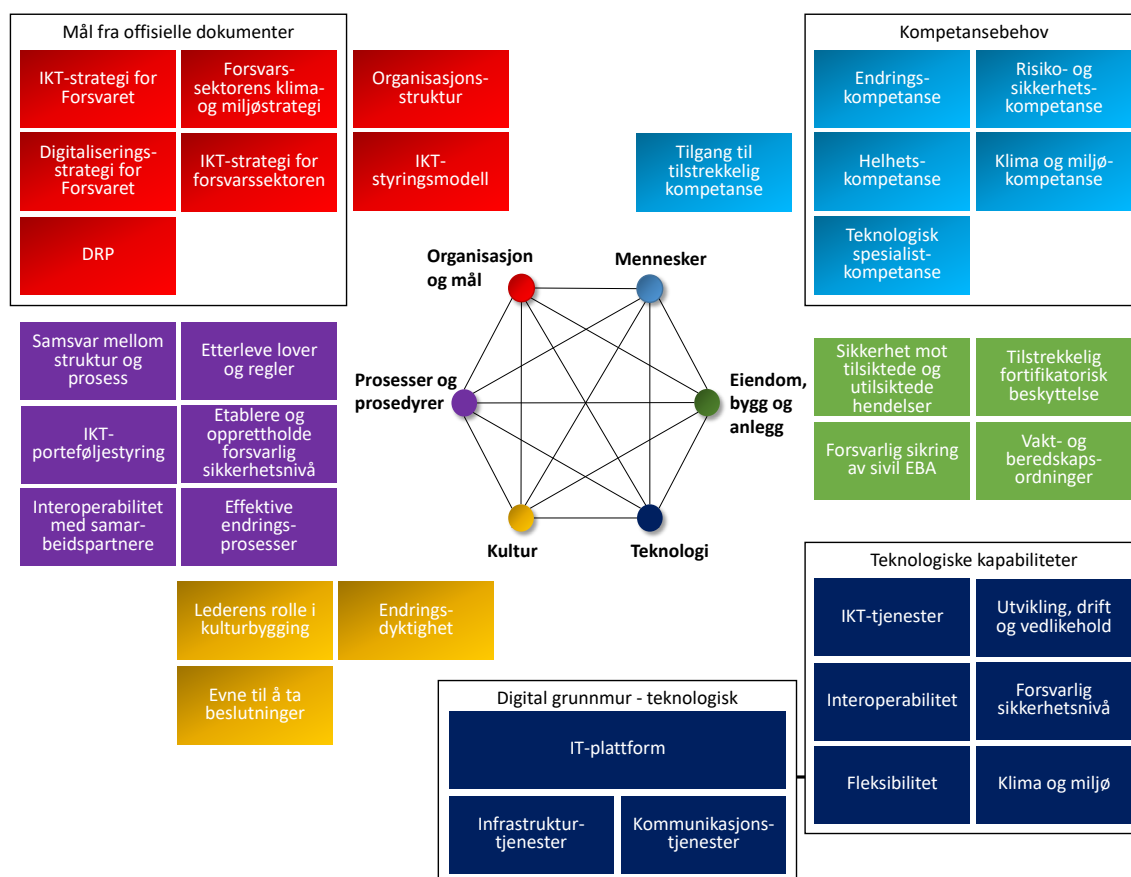 Mål fra offisielle dokumenter
IKT-strategi for
Forsvaret
Forsvars-
sektorens klima-
og miljøstrategi
Digitaliserings-
strategi for
Forsvaret
IKT-strategi for
forsvarssektoren
DRP
Organisasjons-
struktur
IKT-
styringsmodell
Tilgang til
tilstrekkelig
kompetanse
Kompetansebehov
Endrings-
kompetanse
Risiko- og
sikkerhets-
kompetanse
Helhets-
kompetanse
Klima og miljø-
kompetanse
Teknologisk
spesialist-
kompetanse
Organisasjon
og mål
Mennesker
Prosesser og
prosedyrer
Eiendom,
bygg og
anlegg
Kultur
Teknologi
Samsvar mellom
struktur og
prosess
Etterleve lover
og regler
IKT-
porteføljestyring
Etablere og
opprettholde
forsvarlig
sikkerhetsnivå
Interoperabilitet
med samar-
beidspartnere
Effektive
endrings-
prosesser
Sikkerhet mot
tilsiktede og
utilsiktede
hendelser
Tilstrekkelig
fortifikatorisk
beskyttelse
Forsvarlig sikring
av sivil EBA
Vakt- og
beredskaps-
ordninger
Lederens rolle i
kulturbygging
Endrings-
dyktighet
Evne til å ta
beslutninger
Digital grunnmur - teknologisk
IT-plattform
Infrastruktur-
tjenester
Kommunikasjons-
tjenester
Teknologiske kapabiliteter
IKT-tjenester
Utvikling, drift
og vedlikehold
Interoperabilitet
Forsvarlig
sikkerhetsnivå
Fleksibilitet
Klima og miljø